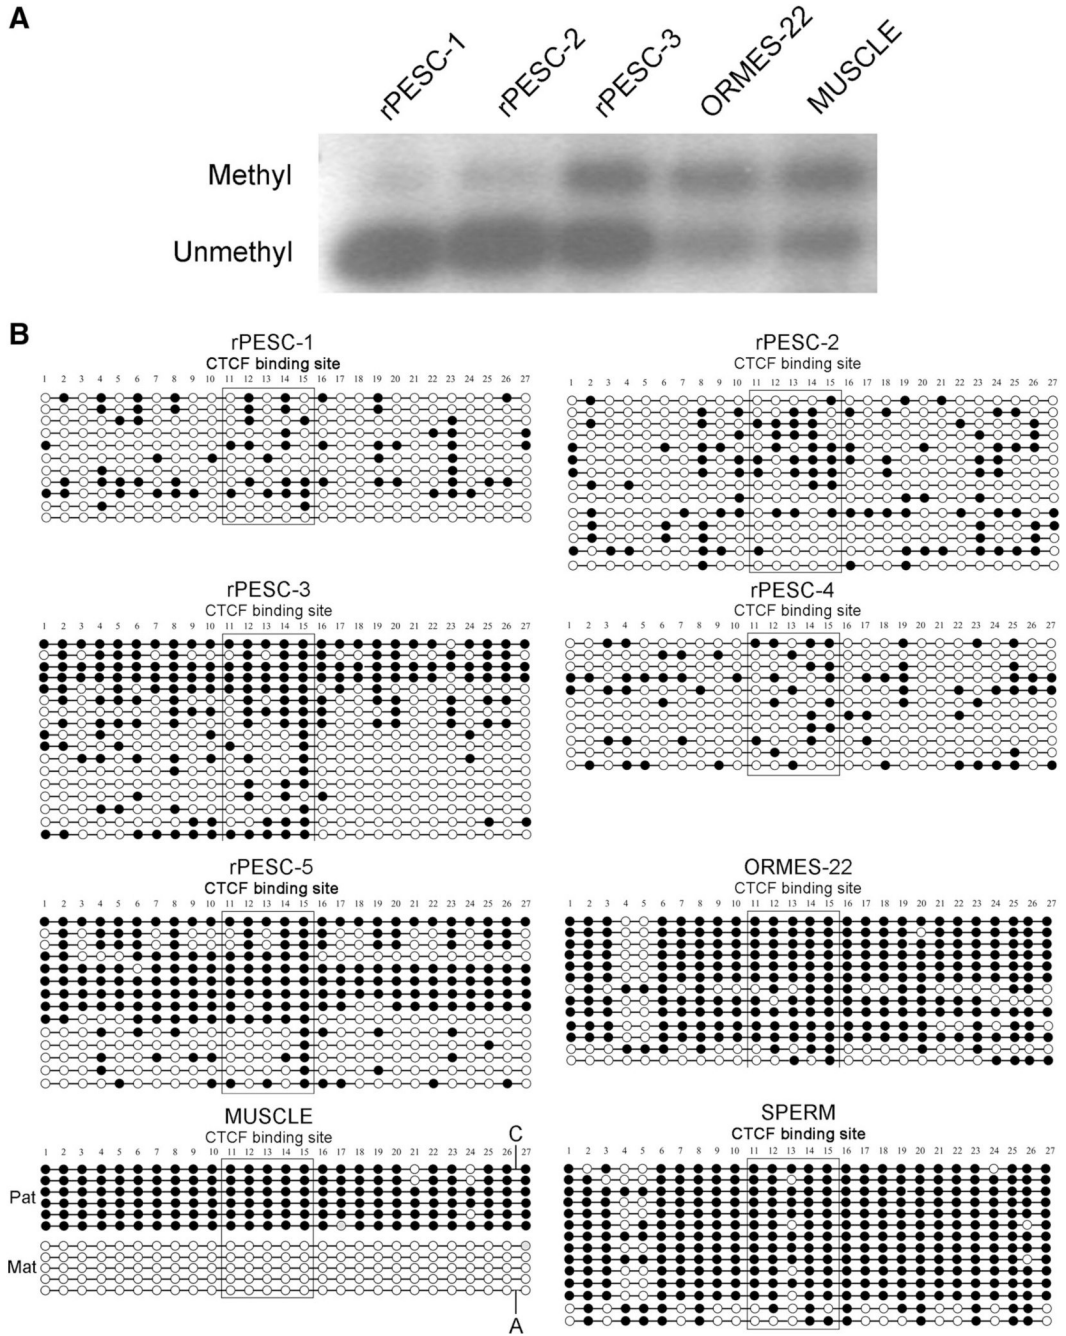 A
rPESC-1 rPESC-2 rPESC-3 ORMES-22 MUSCLE
Methyl
Unmethyl
B
rPESC-1
CTCF binding site
1 2 3 4 5 6 7 8 9 10 11 12 13 14 15 16 17 18 19 20 21 22 23 24 25 26 27
rPESC-2
CTCF binding site
1 2 3 4 5 6 7 8 9 10 11 12 13 14 15 16 17 18 19 20 21 22 23 24 25 26 27
rPESC-3
CTCF binding site
1 2 3 4 5 6 7 8 9 10 11 12 13 14 15 16 17 18 19 20 21 22 23 24 25 26 27
rPESC-4
CTCF binding site
1 2 3 4 5 6 7 8 9 10 11 12 13 14 15 16 17 18 19 20 21 22 23 24 25 26 27
rPESC-5
CTCF binding site
1 2 3 4 5 6 7 8 9 10 11 12 13 14 15 16 17 18 19 20 21 22 23 24 25 26 27
ORMES-22
CTCF binding site
1 2 3 4 5 6 7 8 9 10 11 12 13 14 15 16 17 18 19 20 21 22 23 24 25 26 27
MUSCLE
CTCF binding site
C
1 2 3 4 5 6 7 8 9 10 11 12 13 14 15 16 17 18 19 20 21 22 23 24 25 26 27
Pat
Mat
A
SPERM
CTCF binding site
1 2 3 4 5 6 7 8 9 10 11 12 13 14 15 16 17 18 19 20 21 22 23 24 25 26 27